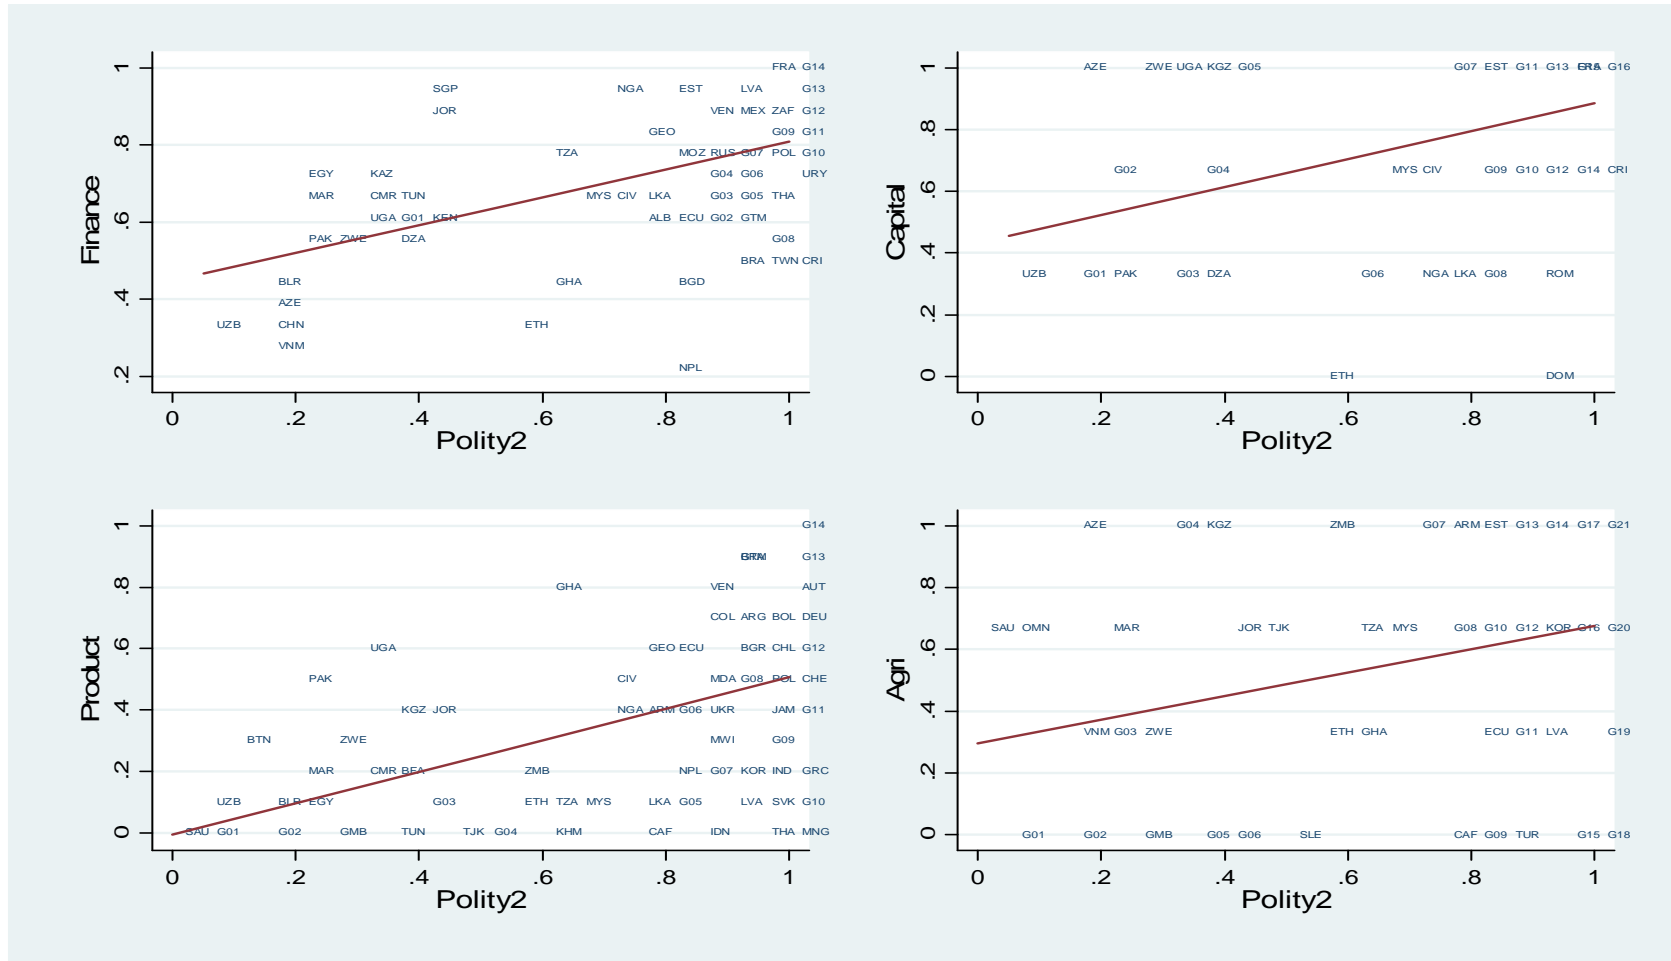 1 FRA G14
SGP NGA EST LVA G13
JOR VEN MEX ZAF G12
GEO G09 G11
.8 TZA MOZ RUS G07 POL G10
EGY KAZ G04 G06 URY
MAR CMR TUN MYS CIV LKA G03 G05 THA
.6 UGA G01 KEN ALB ECU G02 GTM
PAK ZWE DZA G08
BRA TWN CRI
BLR GHA BGD
.4 AZE
UZB CHN ETH
VNM
NPL
.2
Finance
0 .2 .4 .6 .8 1
Polity2
1 AZE ZWE UGA KGZ G05 G07 EST G11 G13 G16
.8
G02 G04 MYS CIV G09 G10 G12 G14 CRI
.6
.4
UZB G01 PAK G03 DZA G06 NGA LKA G08 ROM
.2
0 ETH DOM
Capital
0 .2 .4 .6 .8 1
Polity2
1 G14
G13
.8 GHA VEN AUT
COL ARG BOL DEU
.6 UGA GEO ECU BGR CHL G12
PAK CIV MDA G08 POL CHE
.4 KGZ JOR NGA ARM G06 UKR JAM G11
BTN ZWE MWI G09
.2 MAR CMR BFA ZMB NPL G07 KOR IND GRC
UZB BLR EGY G03 ETH TZA MYS LKA G05 LVA SVK G10
0 SAU G01 G02 GMB TUN TJK G04 KHM CAF IDN THA MNG
Product
0 .2 .4 .6 .8 1
Polity2
1 AZE G04 KGZ ZMB G07 ARM EST G13 G14 G17 G21
.8
SAU OMN MAR JOR TJK TZA MYS G08 G10 G12 KOR G16 G20
.6
.4
VNM G03 ZWE ETH GHA ECU G11 LVA G19
.2
0 G01 G02 GMB G05 G06 SLE CAF G09 TUR G15 G18
Agri
0 .2 .4 .6 .8 1
Polity2